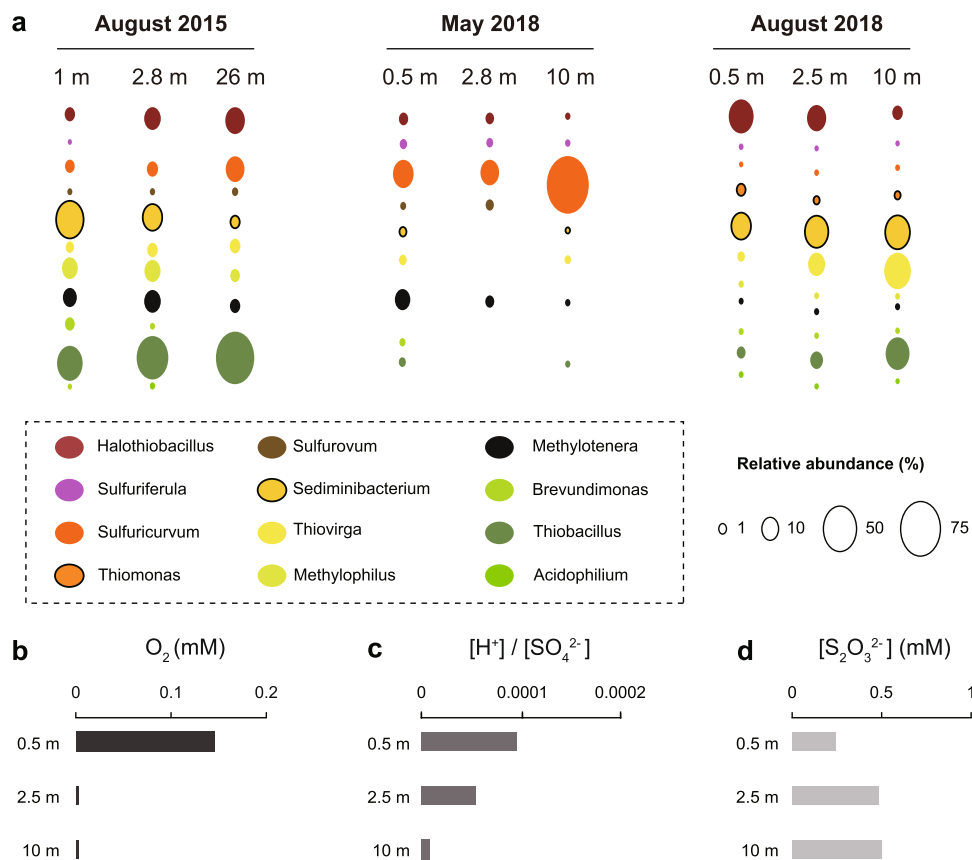 a
August 2015 May 2018 August 2018
1 m 2.8 m 26 m 0.5 m 2.8 m 10 m 0.5 m 2.5 m 10 m
Halothiobacillus Sulfurovum Methylotenera
Sulfuriferula Sediminibacterium Brevundimonas
Sulfuricurvum Thiovirga Thiobacillus
Thiomonas Methylophilus Acidophilium
Relative abundance (%)
1 10 50 75
b O₂ (mM)
0 0.1 0.2
0.5 m
2.5 m
10 m
c [H⁺] / [SO₄²⁻]
0 0.0001 0.0002
0.5 m
2.5 m
10 m
d [S₂O₃²⁻] (mM)
0 0.5 1
0.5 m
2.5 m
10 m